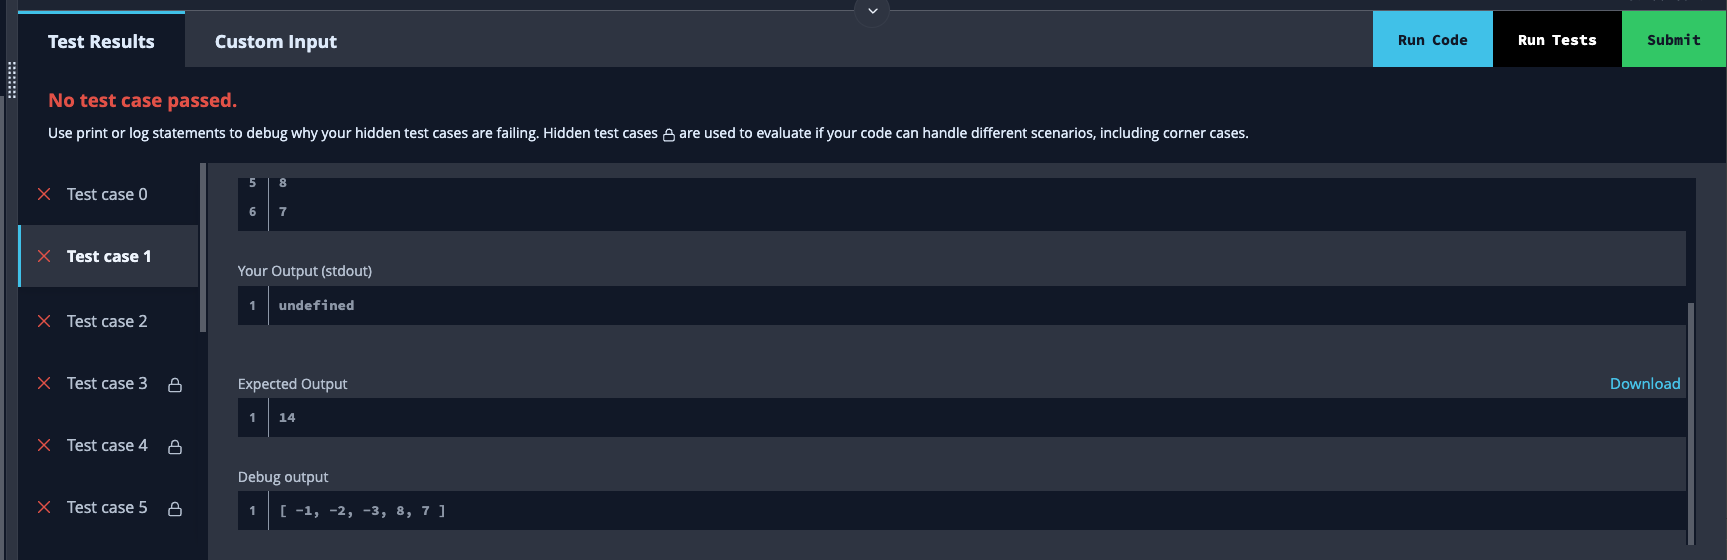 Test Results
Custom Input
Run Code
Run Tests
Submit
No test case passed.
Use print or log statements to debug why your hidden test cases are failing. Hidden test cases are used to evaluate if your code can handle different scenarios, including corner cases.
Test case 0
Test case 1
Test case 2
Test case 3
Test case 4
Test case 5
5 8
6 7
Your Output (stdout)
1 undefined
Expected Output
Download
1 14
Debug output
1 [ -1, -2, -3, 8, 7 ]